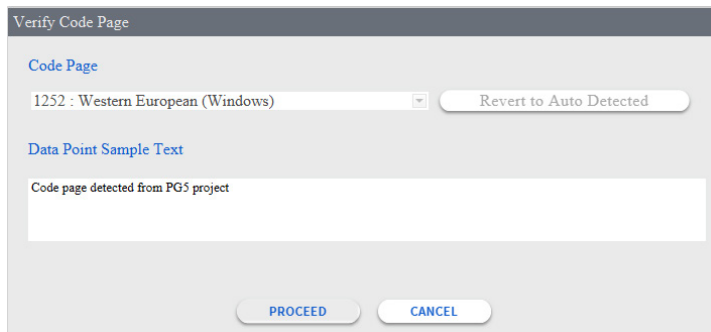 Verify Code Page
Code Page
1252 : Western European (Windows)
Revert to Auto Detected
Data Point Sample Text
Code page detected from PG5 project
PROCEED
CANCEL